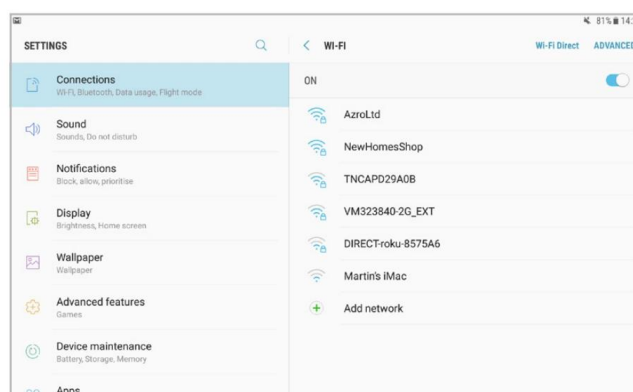 81% 14:
SETTINGS
Connections
Wi-Fi, Bluetooth, Data usage, Flight mode
Sound
Sounds, Do not disturb
Notifications
Block, allow, prioritise
Display
Brightness, Home screen
Wallpaper
Wallpaper
Advanced features
Games
Device maintenance
Battery, Storage, Memory
Apps
WI-FI
Wi-Fi Direct ADVANCED
ON
AzroLtd
NewHomesShop
TNCAPD29A0B
VM323840-2G_EXT
DIRECT-roku-8575A6
Martin's iMac
Add network